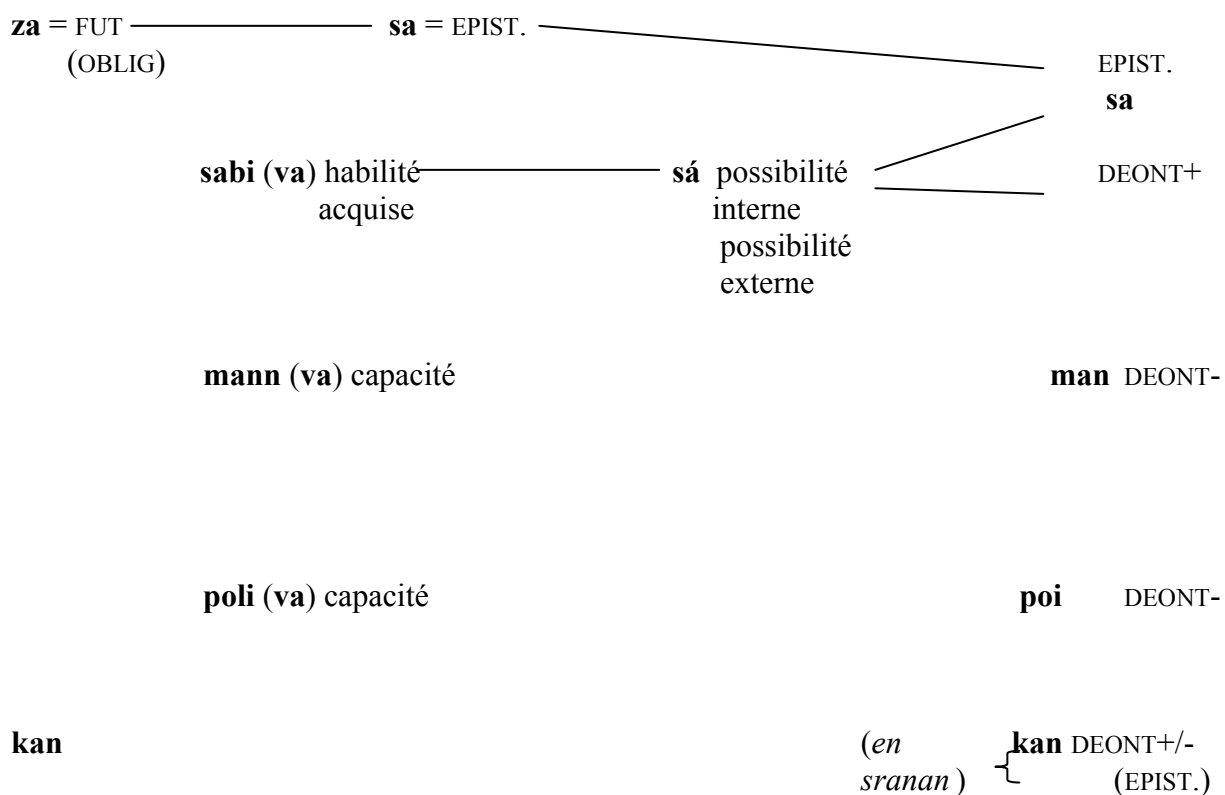 za = FUT sa = EPIST.
(OBLIG) EPIST.
sa
sabi (va) habilité sá possibilité DEONT+
acquise interne
possibilité
externe
mann (va) capacité man DEONT-
poli (va) capacité poi DEONT-
kan (en kan DEONT+/-
sranan ) (EPIST.)